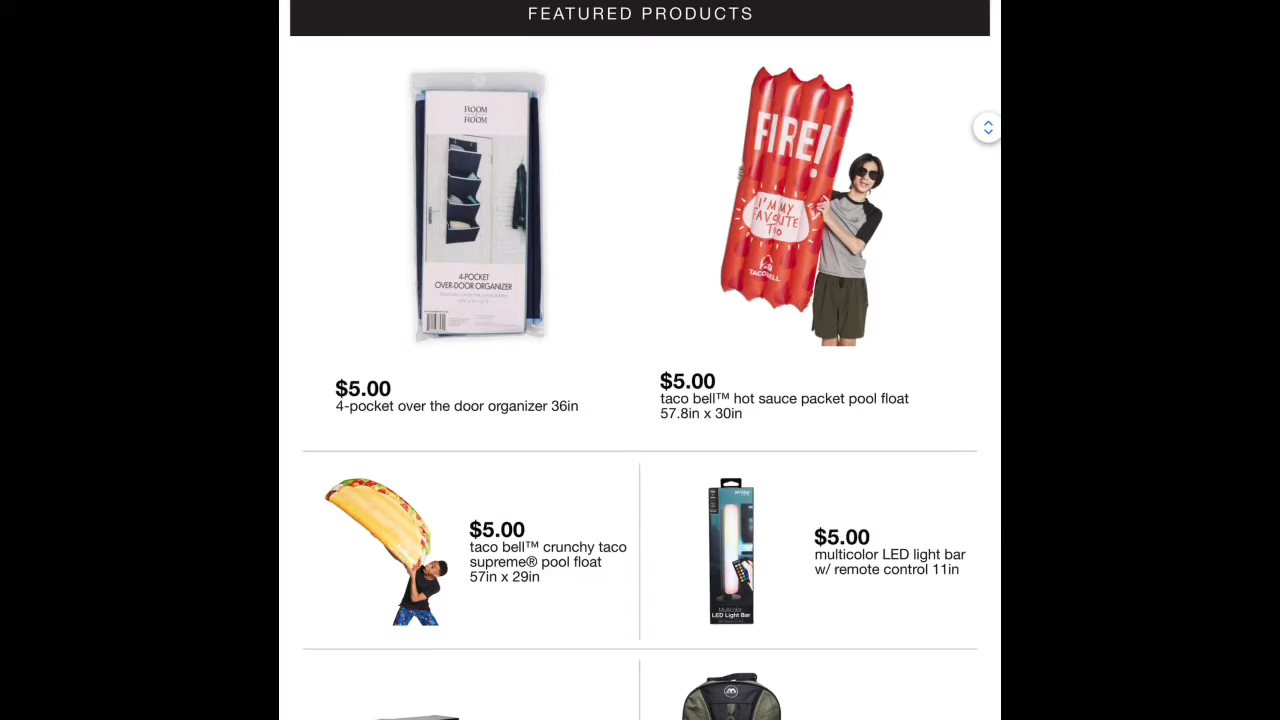 FEATURED PRODUCTS
ROOM
ROOM
4-POCKET
OVER-DOOR ORGANIZER
FIRE!
I'M MY
FAVORITE
TOO
TACO BELL
$5.00
4-pocket over the door organizer 36in
$5.00
taco bell™ hot sauce packet pool float
57.8in x 30in
$5.00
taco bell™ crunchy taco
supreme® pool float
57in x 29in
Multicolor
LED Light Bar
$5.00
multicolor LED light bar
w/ remote control 11in